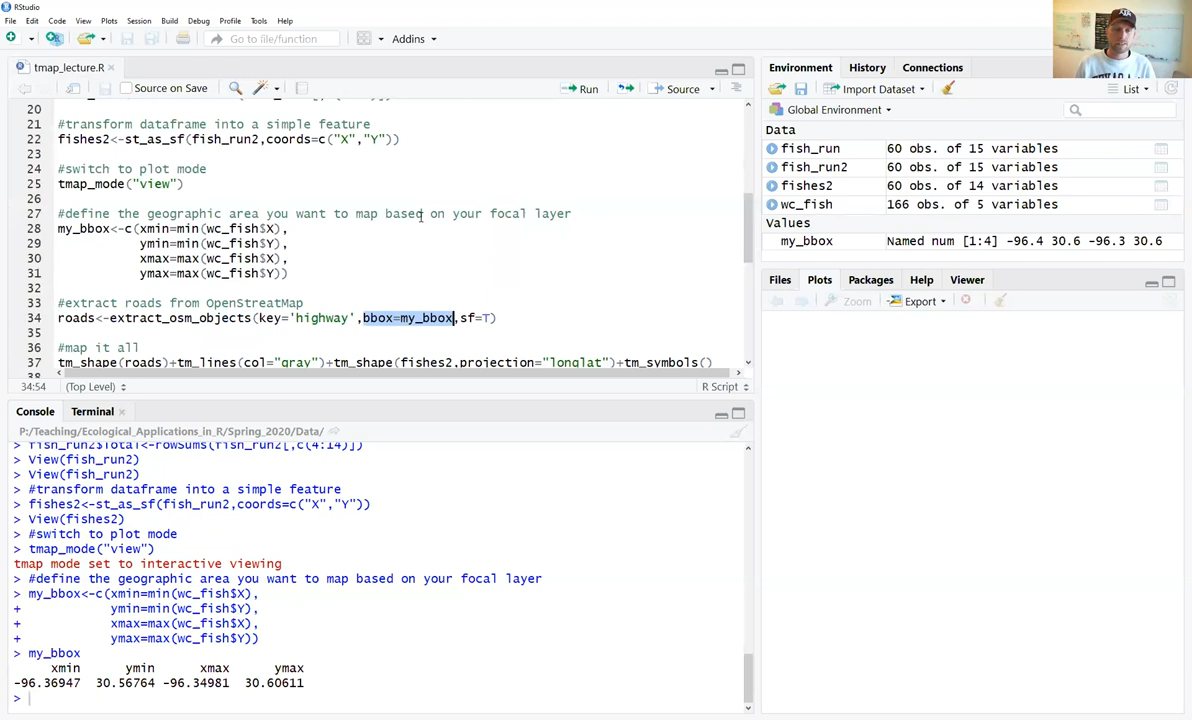 RStudio
File Edit Code View Plots Session Build Debug Profile Tools Help
Go to file/function Addins
tmap_lecture.R
Source on Save Run Source
20
21 #transform dataframe into a simple feature
22 fishes2<-st_as_sf(fish_run2,coords=c("X","Y"))
23
24 #switch to plot mode
25 tmap_mode("view")
26
27 #define the geographic area you want to map based on your focal layer
28 my_bbox<-c(xmin=min(wc_fish$X),
29 ymin=min(wc_fish$Y),
30 xmax=max(wc_fish$X),
31 ymax=max(wc_fish$Y))
32
33 #extract roads from OpenStreatMap
34 roads<-extract_osm_objects(key='highway',bbox=my_bbox,sf=T)
35
36 #map it all
37 tm_shape(roads)+tm_lines(col="gray")+tm_shape(fishes2,projection="longlat")+tm_symbols()
34:54 (Top Level) R Script
Console Terminal
P:/Teaching/Ecological_Applications_in_R/Spring_2020/Data/
> fish_run2$Total<-rowSums(fish_run2[,c(4:14)])
> View(fish_run2)
> View(fish_run2)
> #transform dataframe into a simple feature
> fishes2<-st_as_sf(fish_run2,coords=c("X","Y"))
> View(fishes2)
> #switch to plot mode
> tmap_mode("view")
tmap mode set to interactive viewing
> #define the geographic area you want to map based on your focal layer
> my_bbox<-c(xmin=min(wc_fish$X),
+ ymin=min(wc_fish$Y),
+ xmax=max(wc_fish$X),
+ ymax=max(wc_fish$Y))
> my_bbox
xmin ymin xmax ymax
-96.36947 30.56764 -96.34981 30.60611
>
Environment History Connections
Import Dataset List
Global Environment
Data
fish_run 60 obs. of 15 variables
fish_run2 60 obs. of 15 variables
fishes2 60 obs. of 14 variables
wc_fish 166 obs. of 5 variables
Values
my_bbox Named num [1:4] -96.4 30.6 -96.3 30.6
Files Plots Packages Help Viewer
Zoom Export